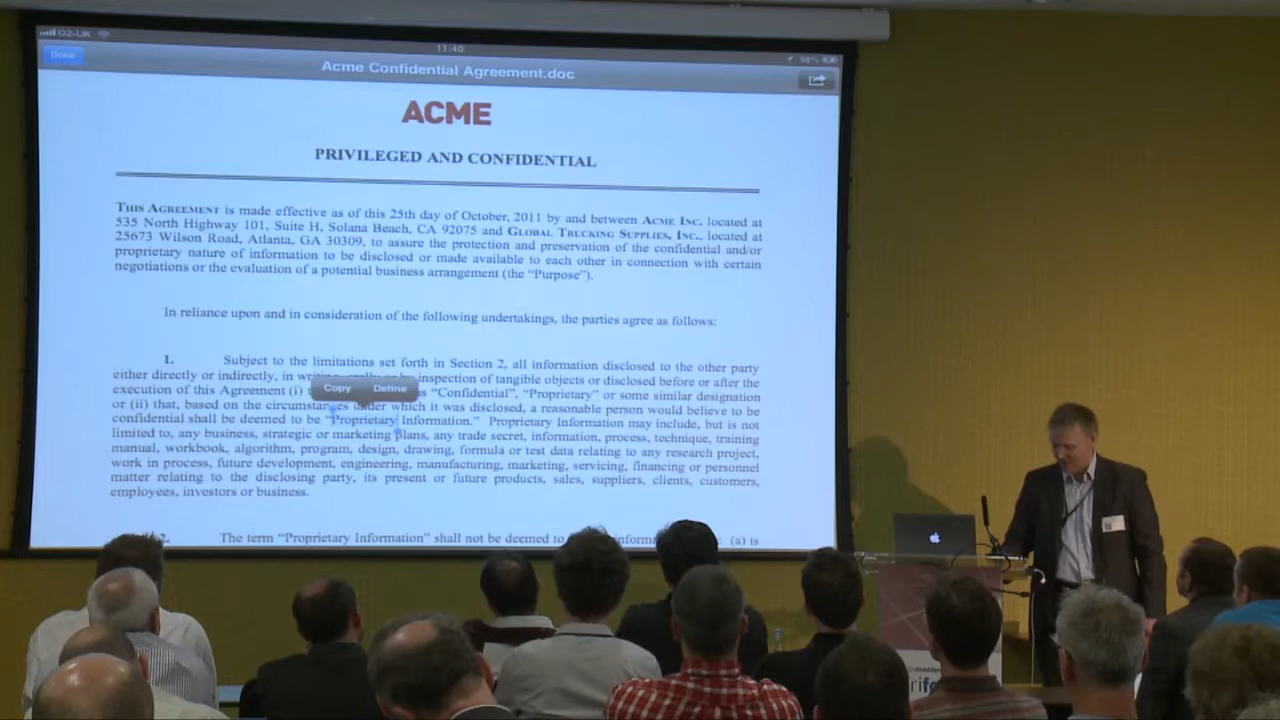 O2-UK
11:40
98%
Done
Acme Confidential Agreement.doc
ACME
PRIVILEGED AND CONFIDENTIAL
THIS AGREEMENT is made effective as of this 25th day of October, 2011 by and between ACME INC. located at
535 North Highway 101, Suite H, Solana Beach, CA 92075 and GLOBAL TRUCKING SUPPLIES, INC., located at
25673 Wilson Road, Atlanta, GA 30309, to assure the protection and preservation of the confidential and/or
proprietary nature of information to be disclosed or made available to each other in connection with certain
negotiations or the evaluation of a potential business arrangement (the “Purpose”).
In reliance upon and in consideration of the following undertakings, the parties agree as follows:
1. Subject to the limitations set forth in Section 2, all information disclosed to the other party
either directly or indirectly, in writing, orally or by inspection of tangible objects or disclosed before or after the
Copy Define
execution of this Agreement (i) “Confidential”, “Proprietary” or some similar designation
or (ii) that, based on the circumstances under which it was disclosed, a reasonable person would believe to be
confidential shall be deemed to be “Proprietary Information.” Proprietary Information may include, but is not
limited to, any business, strategic or marketing plans, any trade secret, information, process, technique, training
manual, workbook, algorithm, program, design, drawing, formula or test data relating to any research project,
work in process, future development, engineering, manufacturing, marketing, servicing, financing or personnel
matter relating to the disclosing party, its present or future products, sales, suppliers, clients, customers,
employees, investors or business.
2. The term “Proprietary Information” shall not be deemed to (a) is